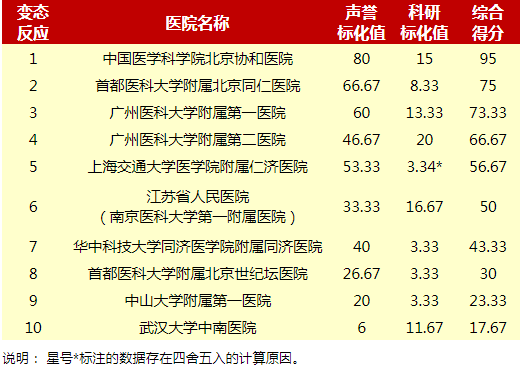 变态反应 医院名称 声誉标化值 科研标化值 综合得分
1 中国医学科学院北京协和医院 80 15 95
2 首都医科大学附属北京同仁医院 66.67 8.33 75
3 广州医科大学附属第一医院 60 13.33 73.33
4 广州医科大学附属第二医院 46.67 20 66.67
5 上海交通大学医学院附属仁济医院 53.33 3.34* 56.67
6 江苏省人民医院
（南京医科大学第一附属医院） 33.33 16.67 50
7 华中科技大学同济医学院附属同济医院 40 3.33 43.33
8 首都医科大学附属北京世纪坛医院 26.67 3.33 30
9 中山大学附属第一医院 20 3.33 23.33
10 武汉大学中南医院 6 11.67 17.67
说明： 星号*标注的数据存在四舍五入的计算原因。